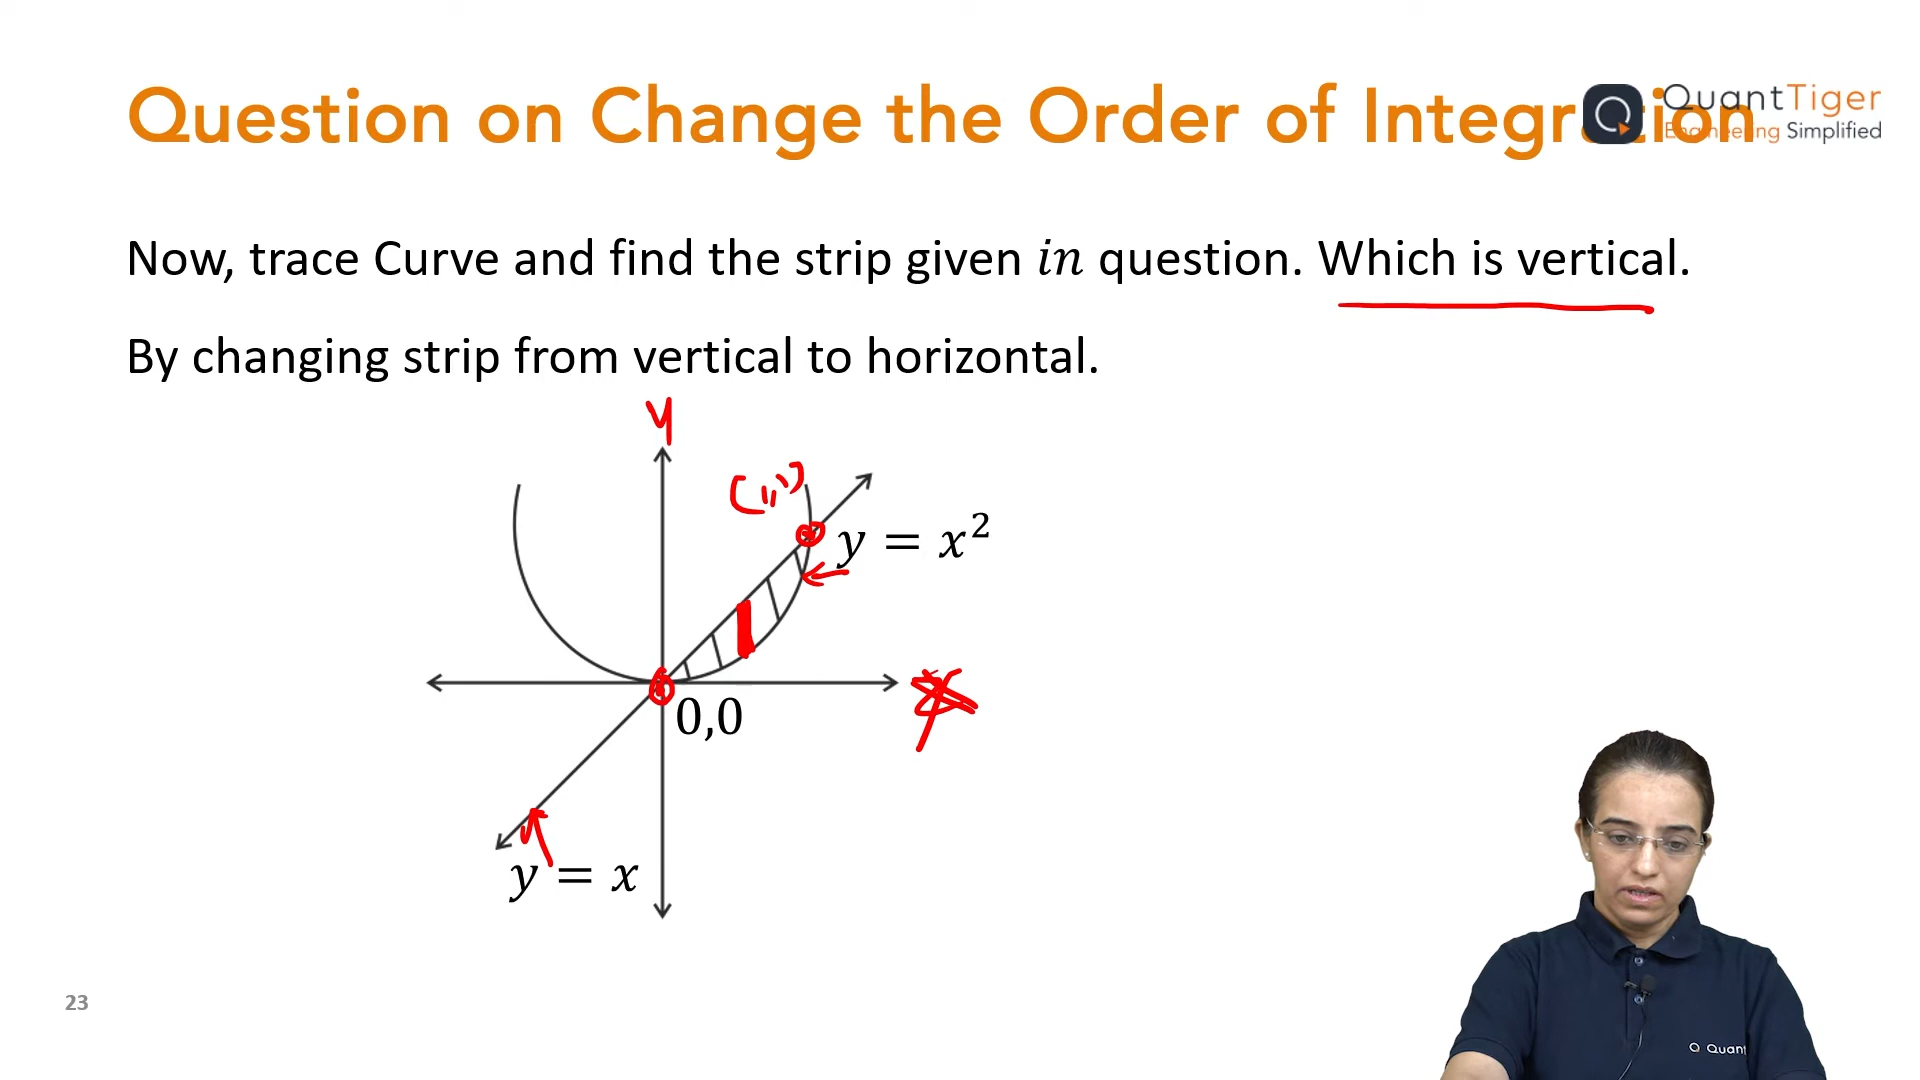 Question on Change the Order of Integration
QuantTiger
Engineering Simplified
Now, trace Curve and find the strip given in question. Which is vertical.
By changing strip from vertical to horizontal.
y
(1,1)
y = x²
0,0
y = x
23
Quant